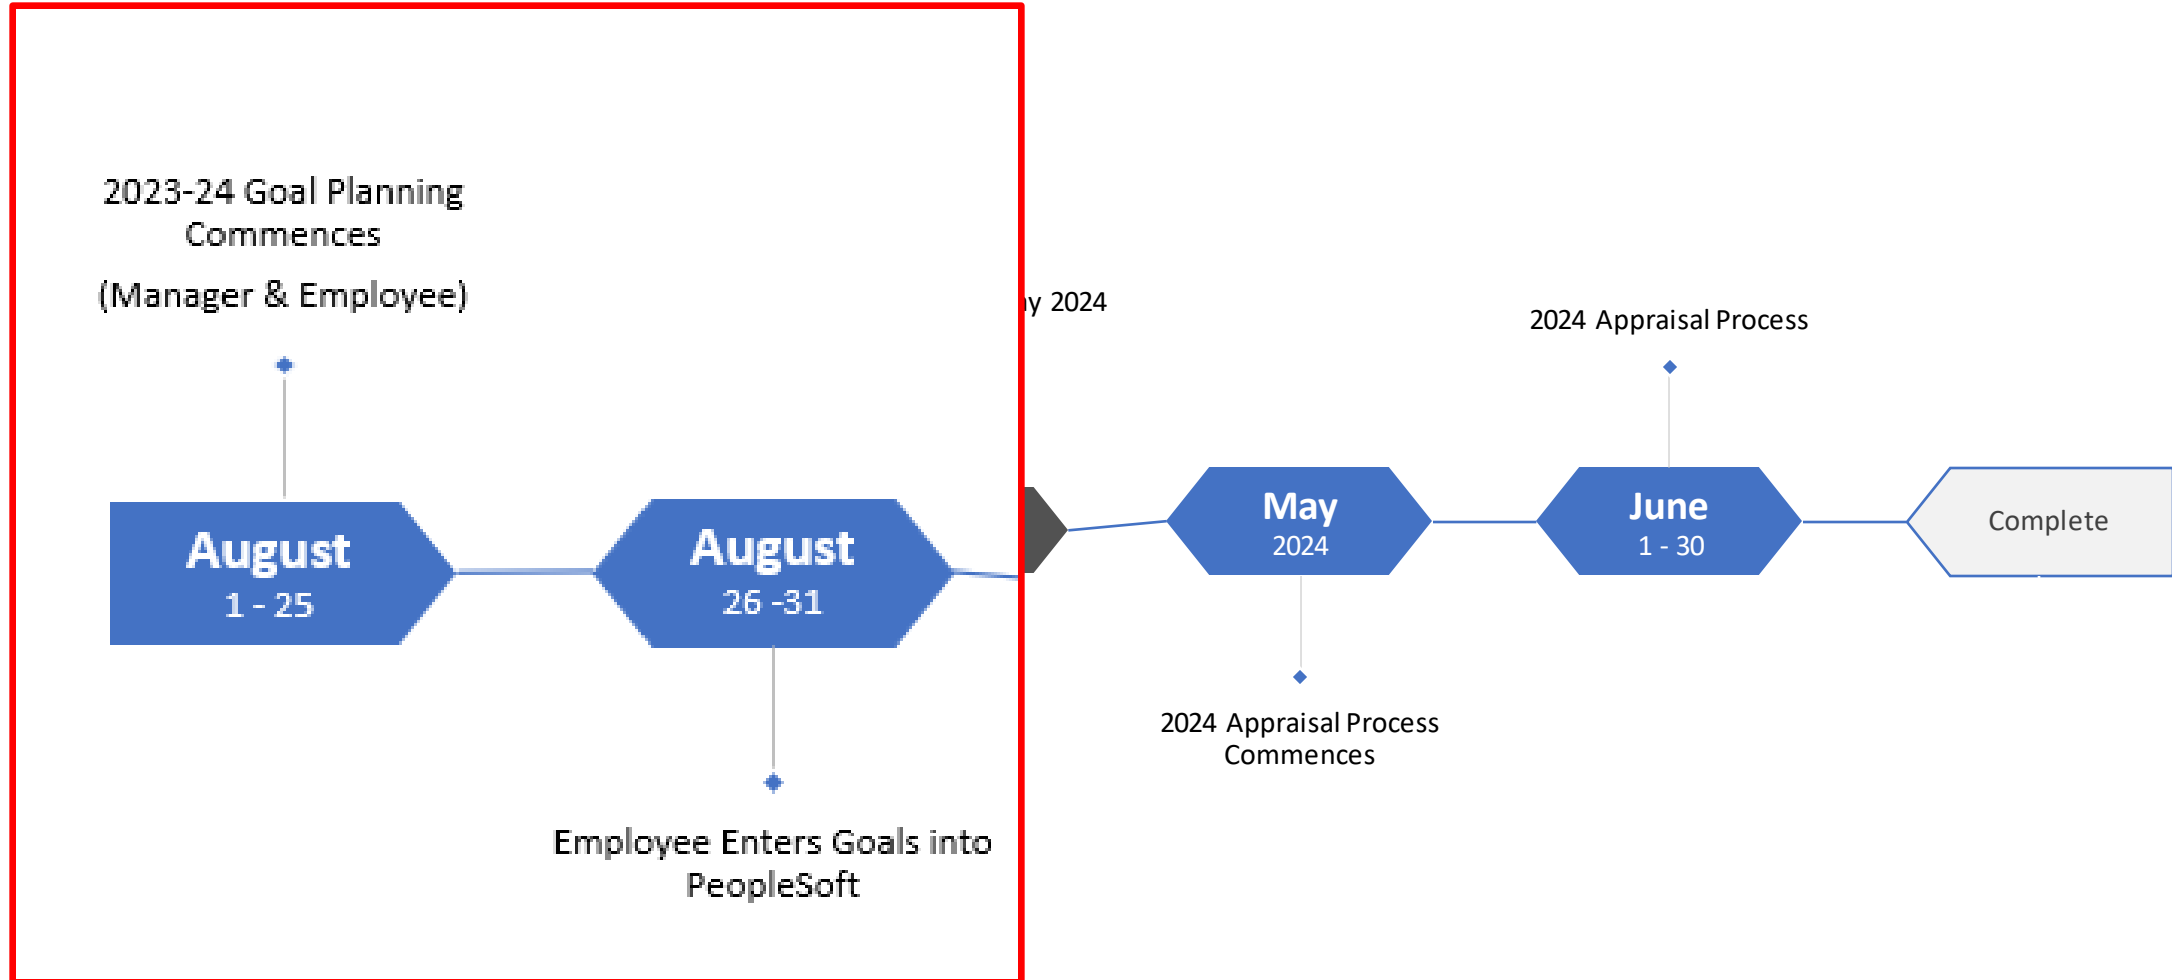 2023-24 Goal Planning
Commences
(Manager & Employee)
August
1 - 25
August
26 -31
Employee Enters Goals into
PeopleSoft
2024
May
2024
2024 Appraisal Process
Commences
2024 Appraisal Process
June
1 - 30
Complete